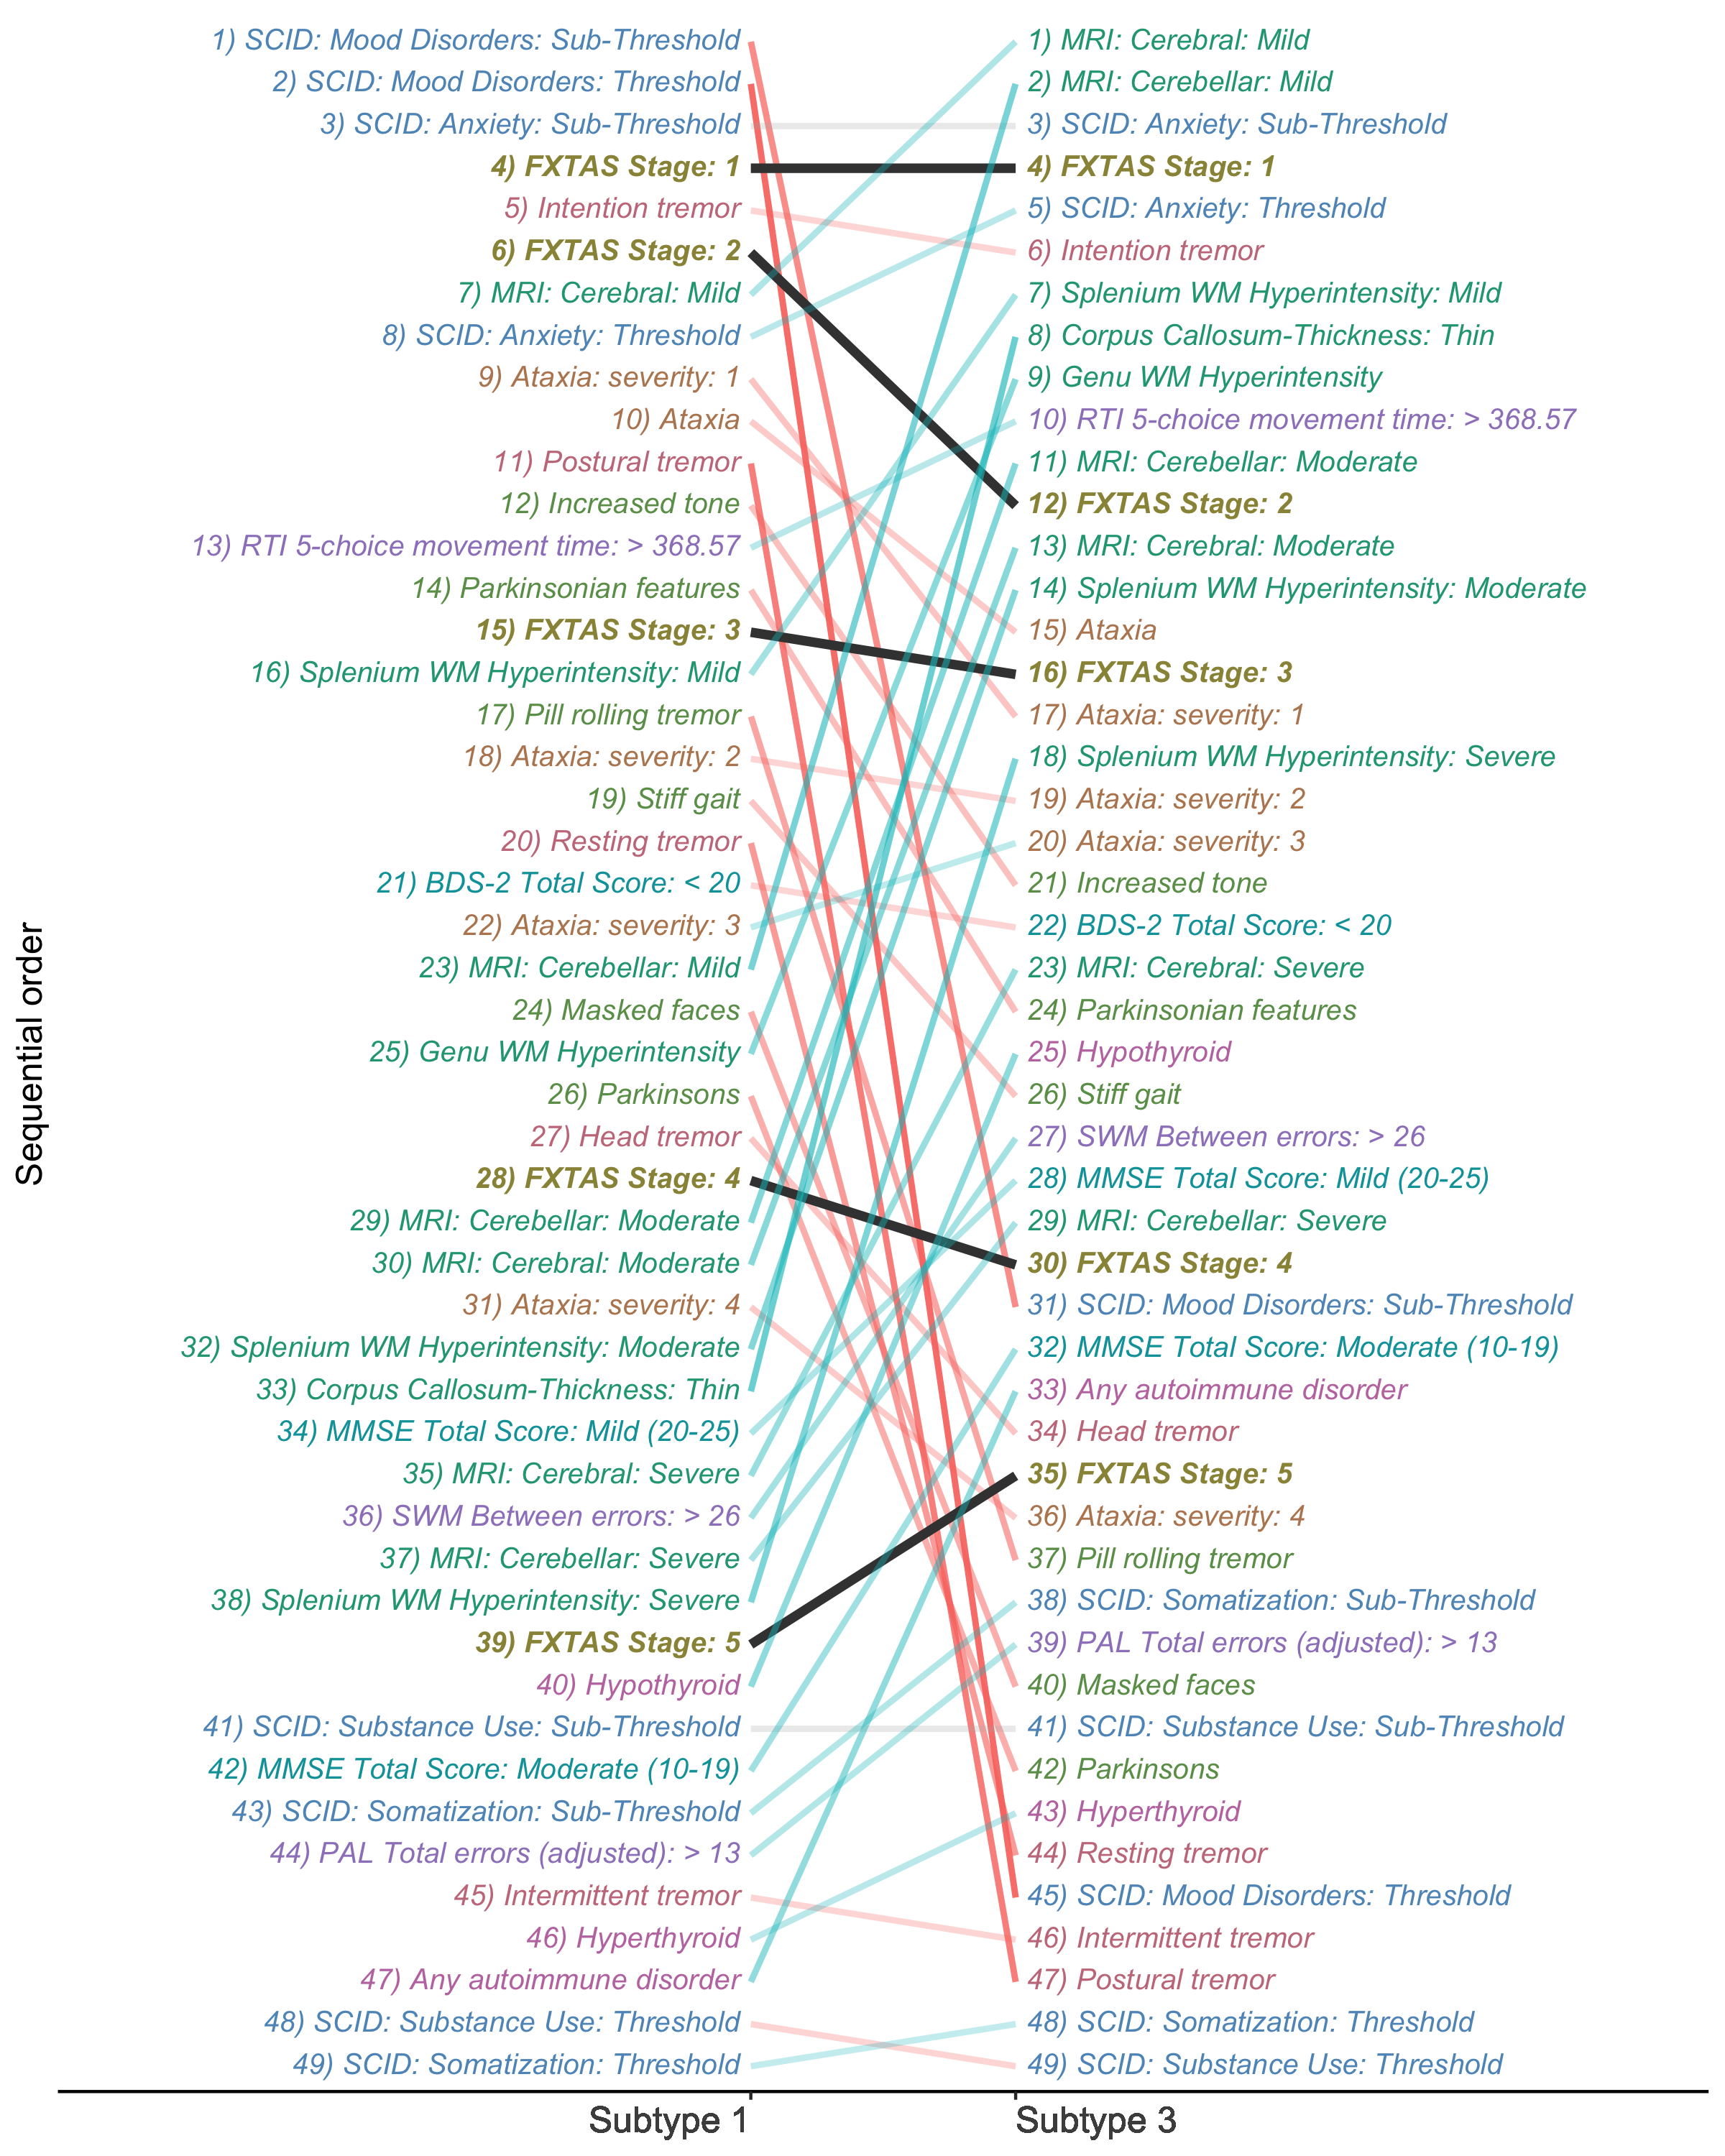 1) SCID: Mood Disorders: Sub-Threshold
2) SCID: Mood Disorders: Threshold
3) SCID: Anxiety: Sub-Threshold
4) FXTAS Stage: 1
5) Intention tremor
6) FXTAS Stage: 2
7) MRI: Cerebral: Mild
8) SCID: Anxiety: Threshold
9) Ataxia: severity: 1
10) Ataxia
11) Postural tremor
12) Increased tone
13) RTI 5-choice movement time: > 368.57
14) Parkinsonian features
15) FXTAS Stage: 3
16) Splenium WM Hyperintensity: Mild
17) Pill rolling tremor
18) Ataxia: severity: 2
19) Stiff gait
20) Resting tremor
21) BDS-2 Total Score: < 20
22) Ataxia: severity: 3
23) MRI: Cerebellar: Mild
24) Masked faces
25) Genu WM Hyperintensity
26) Parkinsons
27) Head tremor
28) FXTAS Stage: 4
29) MRI: Cerebellar: Moderate
30) MRI: Cerebral: Moderate
31) Ataxia: severity: 4
32) Splenium WM Hyperintensity: Moderate
33) Corpus Callosum-Thickness: Thin
34) MMSE Total Score: Mild (20-25)
35) MRI: Cerebral: Severe
36) SWM Between errors: > 26
37) MRI: Cerebellar: Severe
38) Splenium WM Hyperintensity: Severe
39) FXTAS Stage: 5
40) Hypothyroid
41) SCID: Substance Use: Sub-Threshold
42) MMSE Total Score: Moderate (10-19)
43) SCID: Somatization: Sub-Threshold
44) PAL Total errors (adjusted): > 13
45) Intermittent tremor
46) Hyperthyroid
47) Any autoimmune disorder
48) SCID: Substance Use: Threshold
49) SCID: Somatization: Threshold
1) MRI: Cerebral: Mild
2) MRI: Cerebellar: Mild
3) SCID: Anxiety: Sub-Threshold
4) FXTAS Stage: 1
5) SCID: Anxiety: Threshold
6) Intention tremor
7) Splenium WM Hyperintensity: Mild
8) Corpus Callosum-Thickness: Thin
9) Genu WM Hyperintensity
10) RTI 5-choice movement time: > 368.57
11) MRI: Cerebellar: Moderate
12) FXTAS Stage: 2
13) MRI: Cerebral: Moderate
14) Splenium WM Hyperintensity: Moderate
15) Ataxia
16) FXTAS Stage: 3
17) Ataxia: severity: 1
18) Splenium WM Hyperintensity: Severe
19) Ataxia: severity: 2
20) Ataxia: severity: 3
21) Increased tone
22) BDS-2 Total Score: < 20
23) MRI: Cerebral: Severe
24) Parkinsonian features
25) Hypothyroid
26) Stiff gait
27) SWM Between errors: > 26
28) MMSE Total Score: Mild (20-25)
29) MRI: Cerebellar: Severe
30) FXTAS Stage: 4
31) SCID: Mood Disorders: Sub-Threshold
32) MMSE Total Score: Moderate (10-19)
33) Any autoimmune disorder
34) Head tremor
35) FXTAS Stage: 5
36) Ataxia: severity: 4
37) Pill rolling tremor
38) SCID: Somatization: Sub-Threshold
39) PAL Total errors (adjusted): > 13
40) Masked faces
41) SCID: Substance Use: Sub-Threshold
42) Parkinsons
43) Hyperthyroid
44) Resting tremor
45) SCID: Mood Disorders: Threshold
46) Intermittent tremor
47) Postural tremor
48) SCID: Somatization: Threshold
49) SCID: Substance Use: Threshold
Sequential order
Subtype 1
Subtype 3